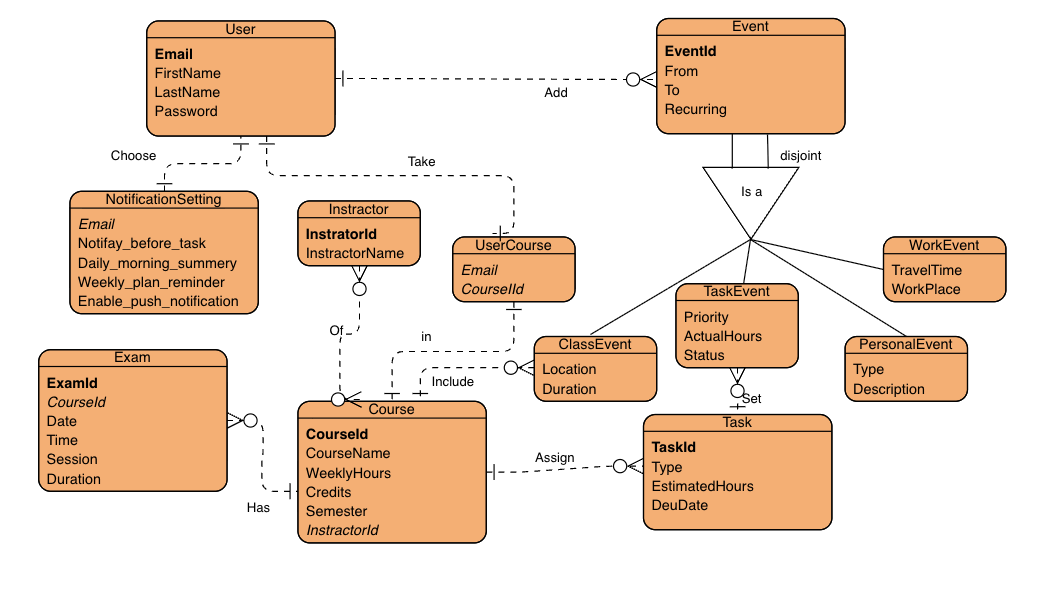 User
Email
FirstName
LastName
Password
Event
EventId
From
To
Recurring
Add
Choose
Take
disjoint
Is a
NotificationSetting
Email
Notifay_before_task
Daily_morning_summery
Weekly_plan_reminder
Enable_push_notification
Instractor
InstratorId
InstractorName
UserCourse
Email
CourseIId
WorkEvent
TravelTime
WorkPlace
TaskEvent
Priority
ActualHours
Status
ClassEvent
Location
Duration
PersonalEvent
Type
Description
Of
in
Include
Set
Exam
ExamId
CourseId
Date
Time
Session
Duration
Has
Course
CourseId
CourseName
WeeklyHours
Credits
Semester
InstractorId
Assign
Task
TaskId
Type
EstimatedHours
DeuDate